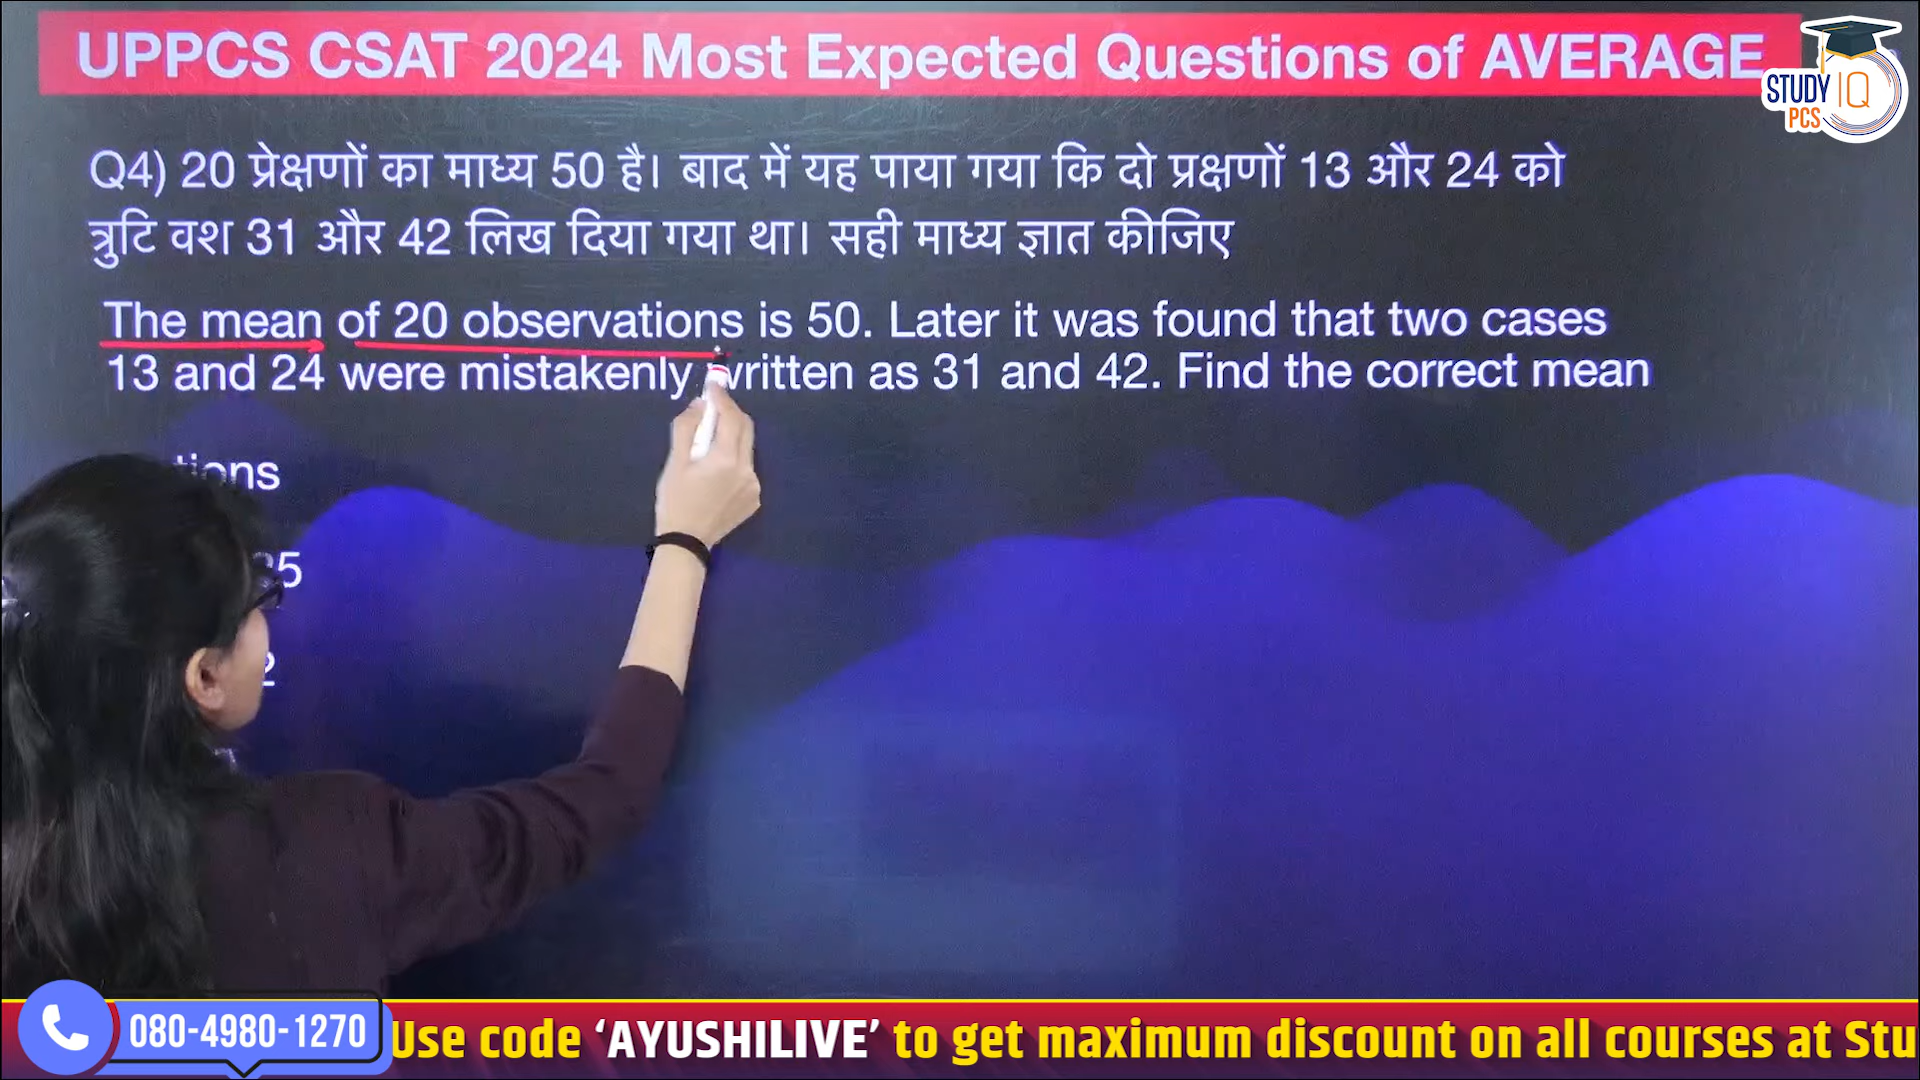 UPPCS CSAT 2024 Most Expected Questions of AVERAGE
STUDY IQ
PCS
Q4) 20 प्रेक्षणों का माध्य 50 है। बाद में यह पाया गया कि दो प्रक्षणों 13 और 24 को
त्रुटि वश 31 और 42 लिख दिया गया था। सही माध्य ज्ञात कीजिए
The mean of 20 observations is 50. Later it was found that two cases
13 and 24 were mistakenly written as 31 and 42. Find the correct mean
080-4980-1270
Use code ‘AYUSHILIVE’ to get maximum discount on all courses at Stu